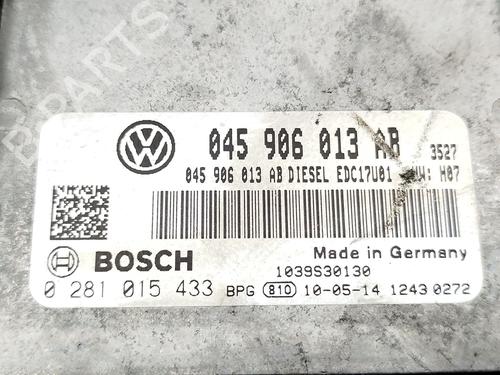 B-PARTS
VW
045 906 013 AB 3527
045 906 013 AB DIESEL EDC17U01 HW: H07
BOSCH
Made in Germany
1039S30130
0 281 015 433 BPG 810 10-05-14 1243 0272